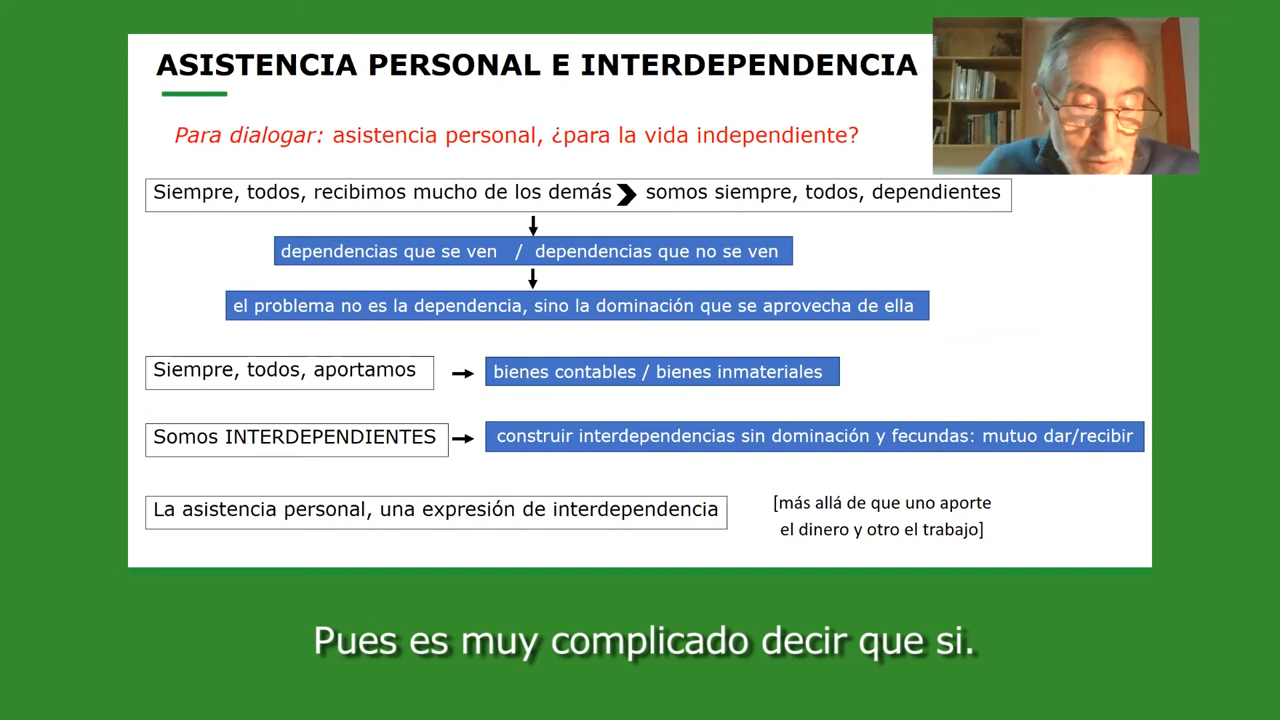 ASISTENCIA PERSONAL E INTERDEPENDENCIA
Para dialogar: asistencia personal, ¿para la vida independiente?
Siempre, todos, recibimos mucho de los demás somos siempre, todos, dependientes
dependencias que se ven / dependencias que no se ven
el problema no es la dependencia, sino la dominación que se aprovecha de ella
Siempre, todos, aportamos
bienes contables / bienes inmateriales
Somos INTERDEPENDIENTES
construir interdependencias sin dominación y fecundas: mutuo dar/recibir
La asistencia personal, una expresión de interdependencia
[más allá de que uno aporte
el dinero y otro el trabajo]
Pues es muy complicado decir que si.